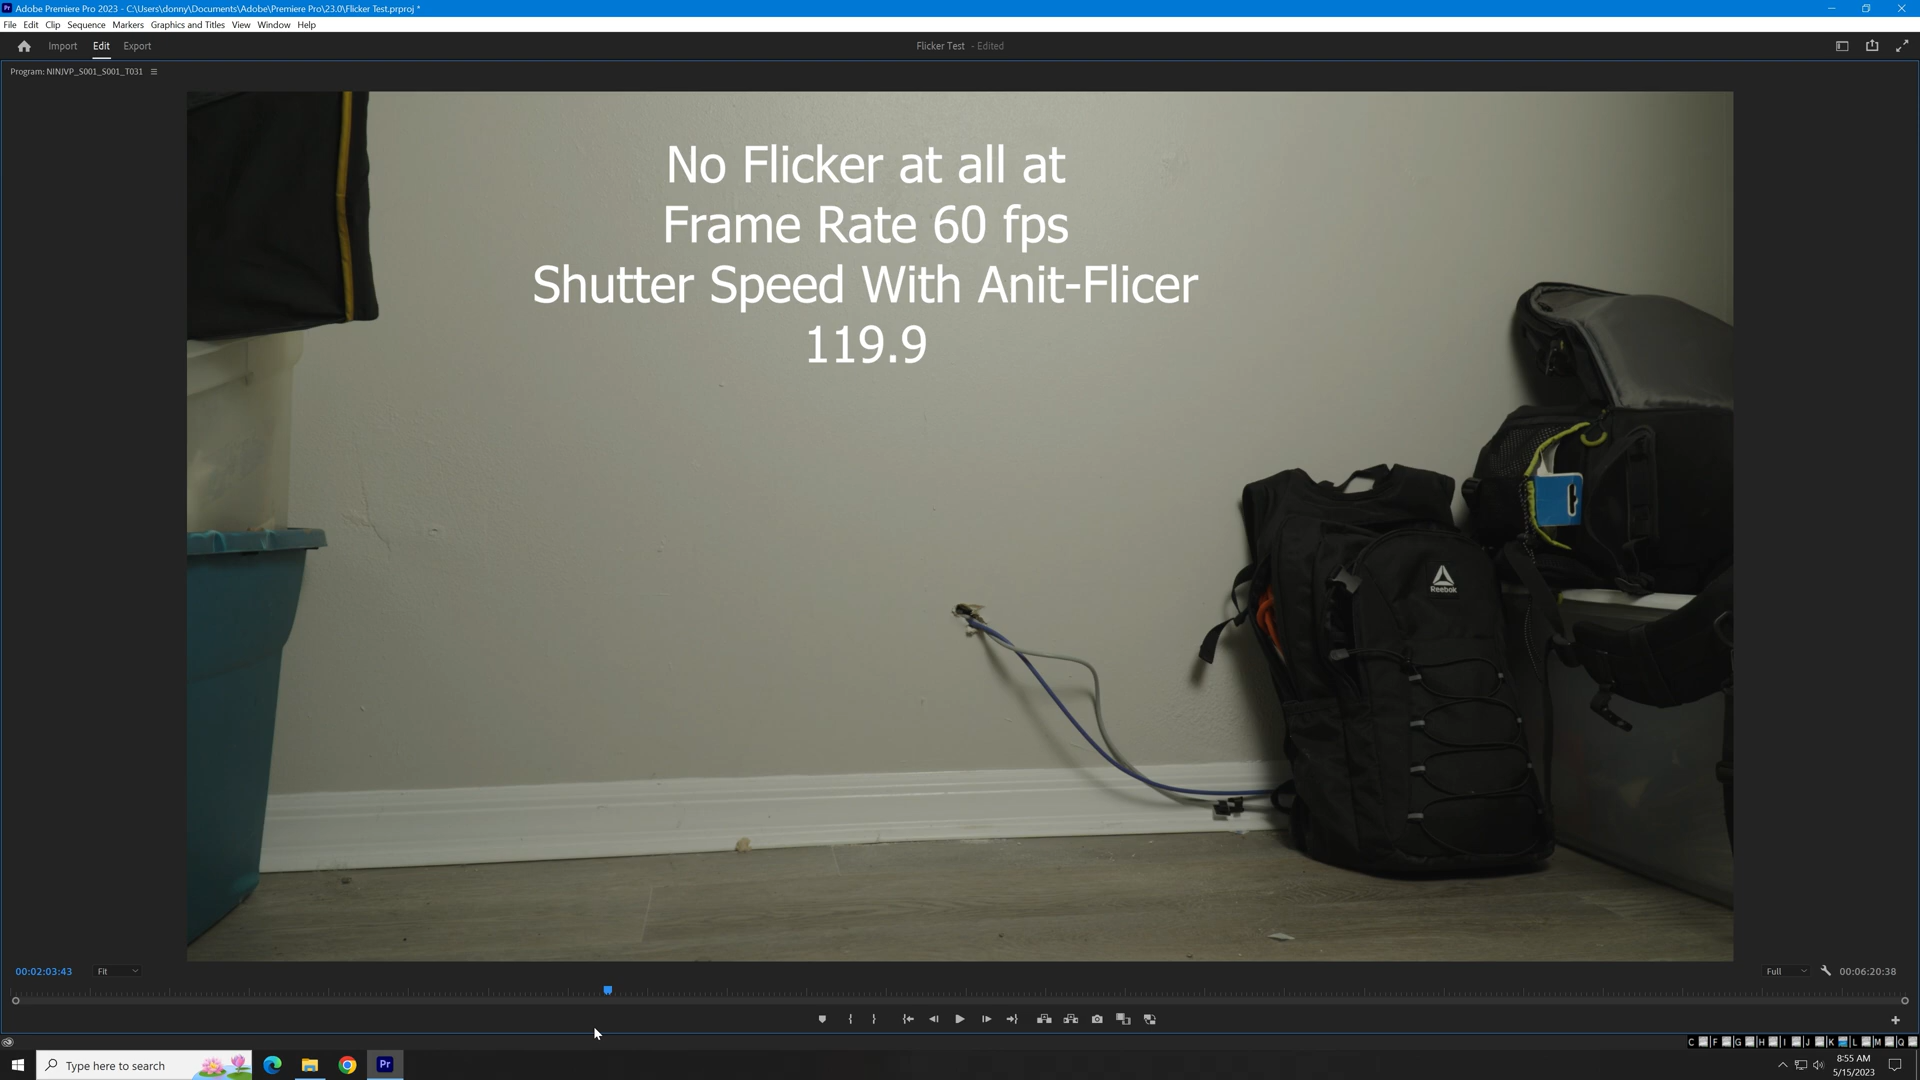 Adobe Premiere Pro 2023 - C:\Users\donny\Documents\Adobe\Premiere Pro\23.0\Flicker Test.prproj *
File Edit Clip Sequence Markers Graphics and Titles View Window Help
Import Edit Export
Flicker Test - Edited
Program: NINJVP_S001_S001_T031
No Flicker at all at
Frame Rate 60 fps
Shutter Speed With Anit-Flicer
119.9
Reebok
00:02:03:43 Fit
Full 00:06:20:38
C F G H I J K L M Q
Type here to search
Pr
8:55 AM
5/15/2023